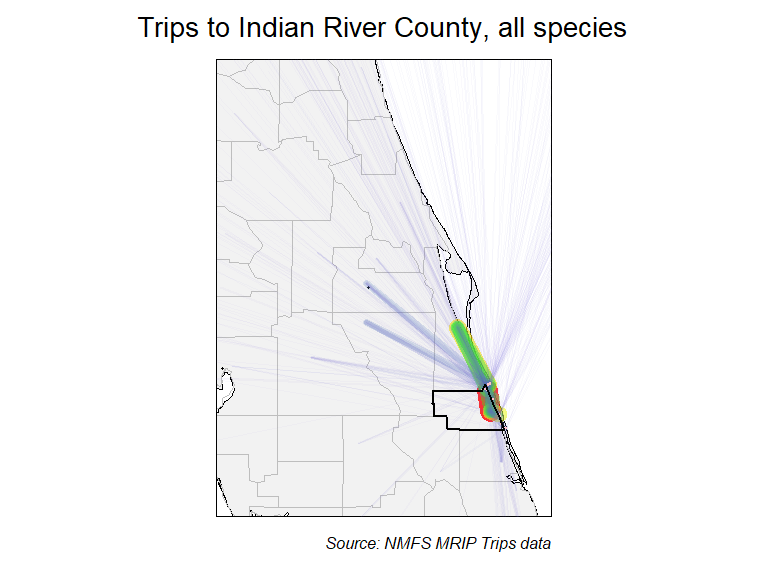 Trips to Indian River County, all species
Source: NMFS MRIP Trips data